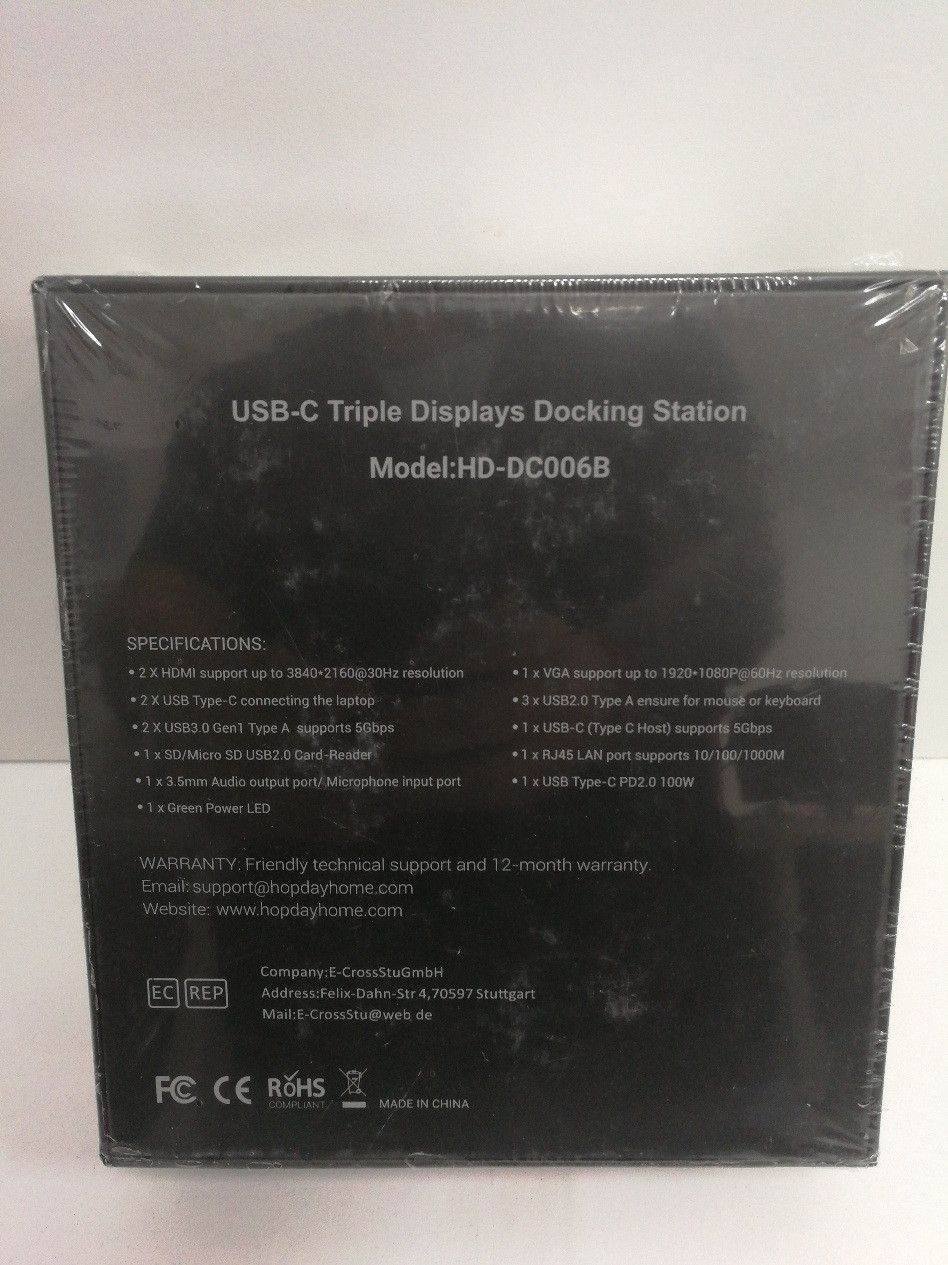 USB-C Triple Displays Docking Station
Model:HD-DC006B
SPECIFICATIONS:
• 2 X HDMI support up to 3840*2160@30Hz resolution
• 2 X USB Type-C connecting the laptop
• 2 X USB3.0 Gen1 Type A supports 5Gbps
• 1 x SD/Micro SD USB2.0 Card-Reader
• 1 x 3.5mm Audio output port/ Microphone input port
• 1 x Green Power LED
• 1 x VGA support up to 1920*1080P@60Hz resolution
• 3 x USB2.0 Type A ensure for mouse or keyboard
• 1 x USB-C (Type C Host) supports 5Gbps
• 1 x RJ45 LAN port supports 10/100/1000M
• 1 x USB Type-C PD2.0 100W
WARRANTY: Friendly technical support and 12-month warranty.
Email: support@hopdayhome.com
Website: www.hopdayhome.com
EC REP
Company:E-CrossStuGmbH
Address:Felix-Dahn-Str 4,70597 Stuttgart
Mail:E-CrossStu@web.de
FC CE RoHS
COMPLIANT
MADE IN CHINA